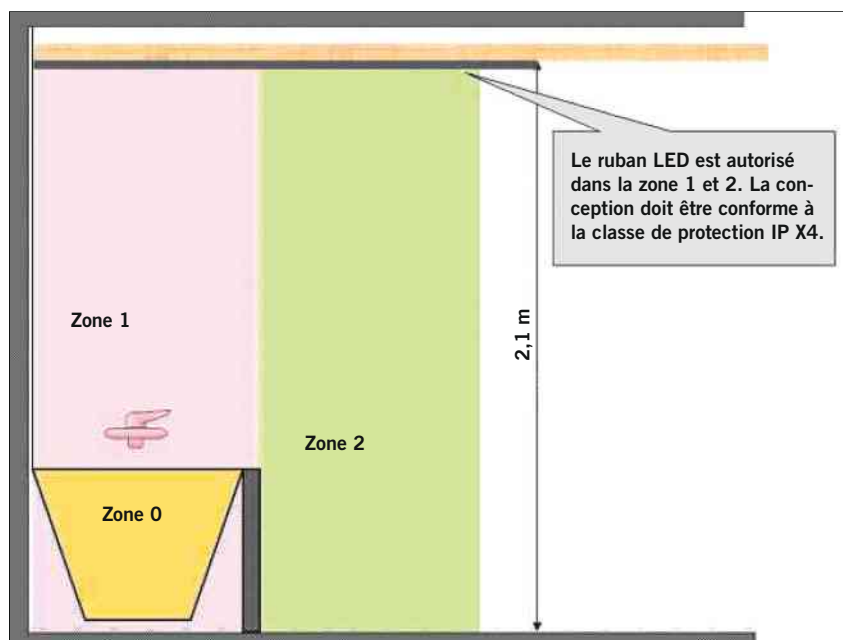 Le ruban LED est autorisé
dans la zone 1 et 2. La con-
ception doit être conforme à
la classe de protection IP X4.
Zone 1
2,1 m
Zone 2
Zone 0